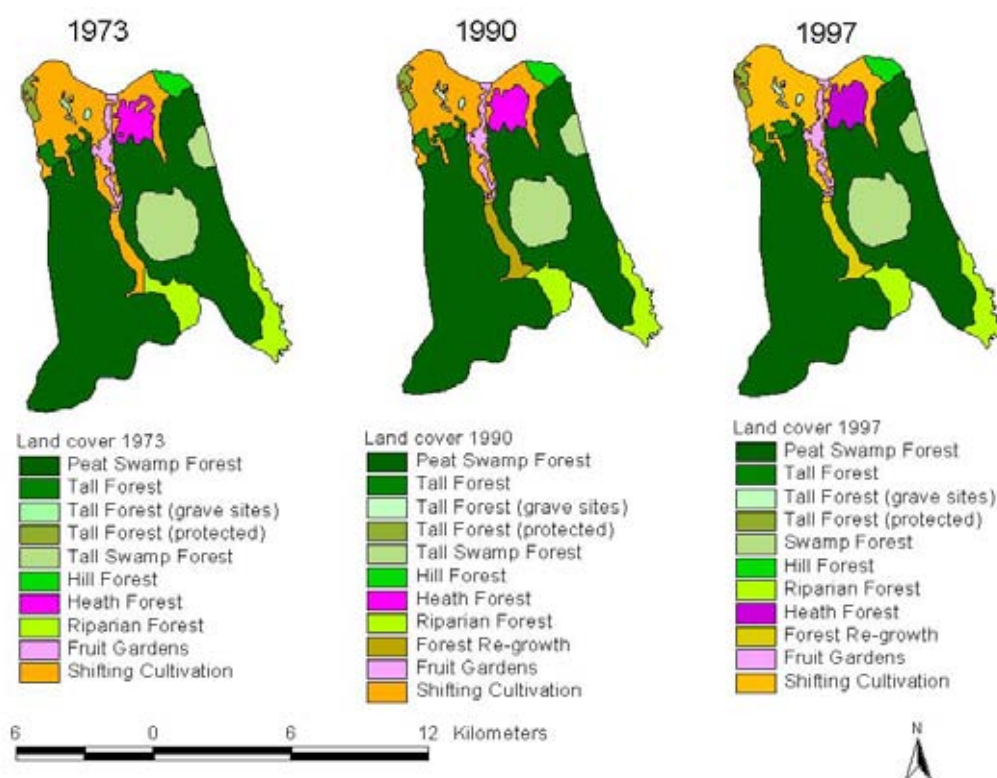 1973
1990
1997
Land cover 1973
Peat Swamp Forest
Tall Forest
Tall Forest (grave sites)
Tall Forest (protected)
Tall Swamp Forest
Hill Forest
Heath Forest
Riparian Forest
Fruit Gardens
Shifting Cultivation
Land cover 1990
Peat Swamp Forest
Tall Forest
Tall Forest (grave sites)
Tall Forest (protected)
Tall Swamp Forest
Hill Forest
Heath Forest
Riparian Forest
Forest Re-growth
Fruit Gardens
Shifting Cultivation
Land cover 1997
Peat Swamp Forest
Tall Forest
Tall Forest (grave sites)
Tall Forest (protected)
Swamp Forest
Hill Forest
Riparian Forest
Heath Forest
Forest Re-growth
Fruit Gardens
Shifting Cultivation
6 0 6 12 Kilometers
N